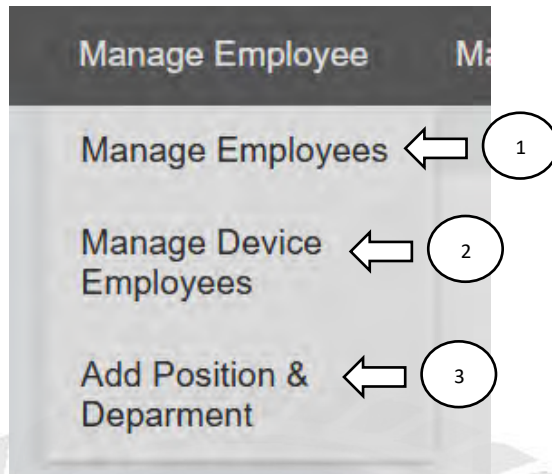 Manage Employee
Manage Employees
1
Manage Device
Employees
2
Add Position &
Deparment
3